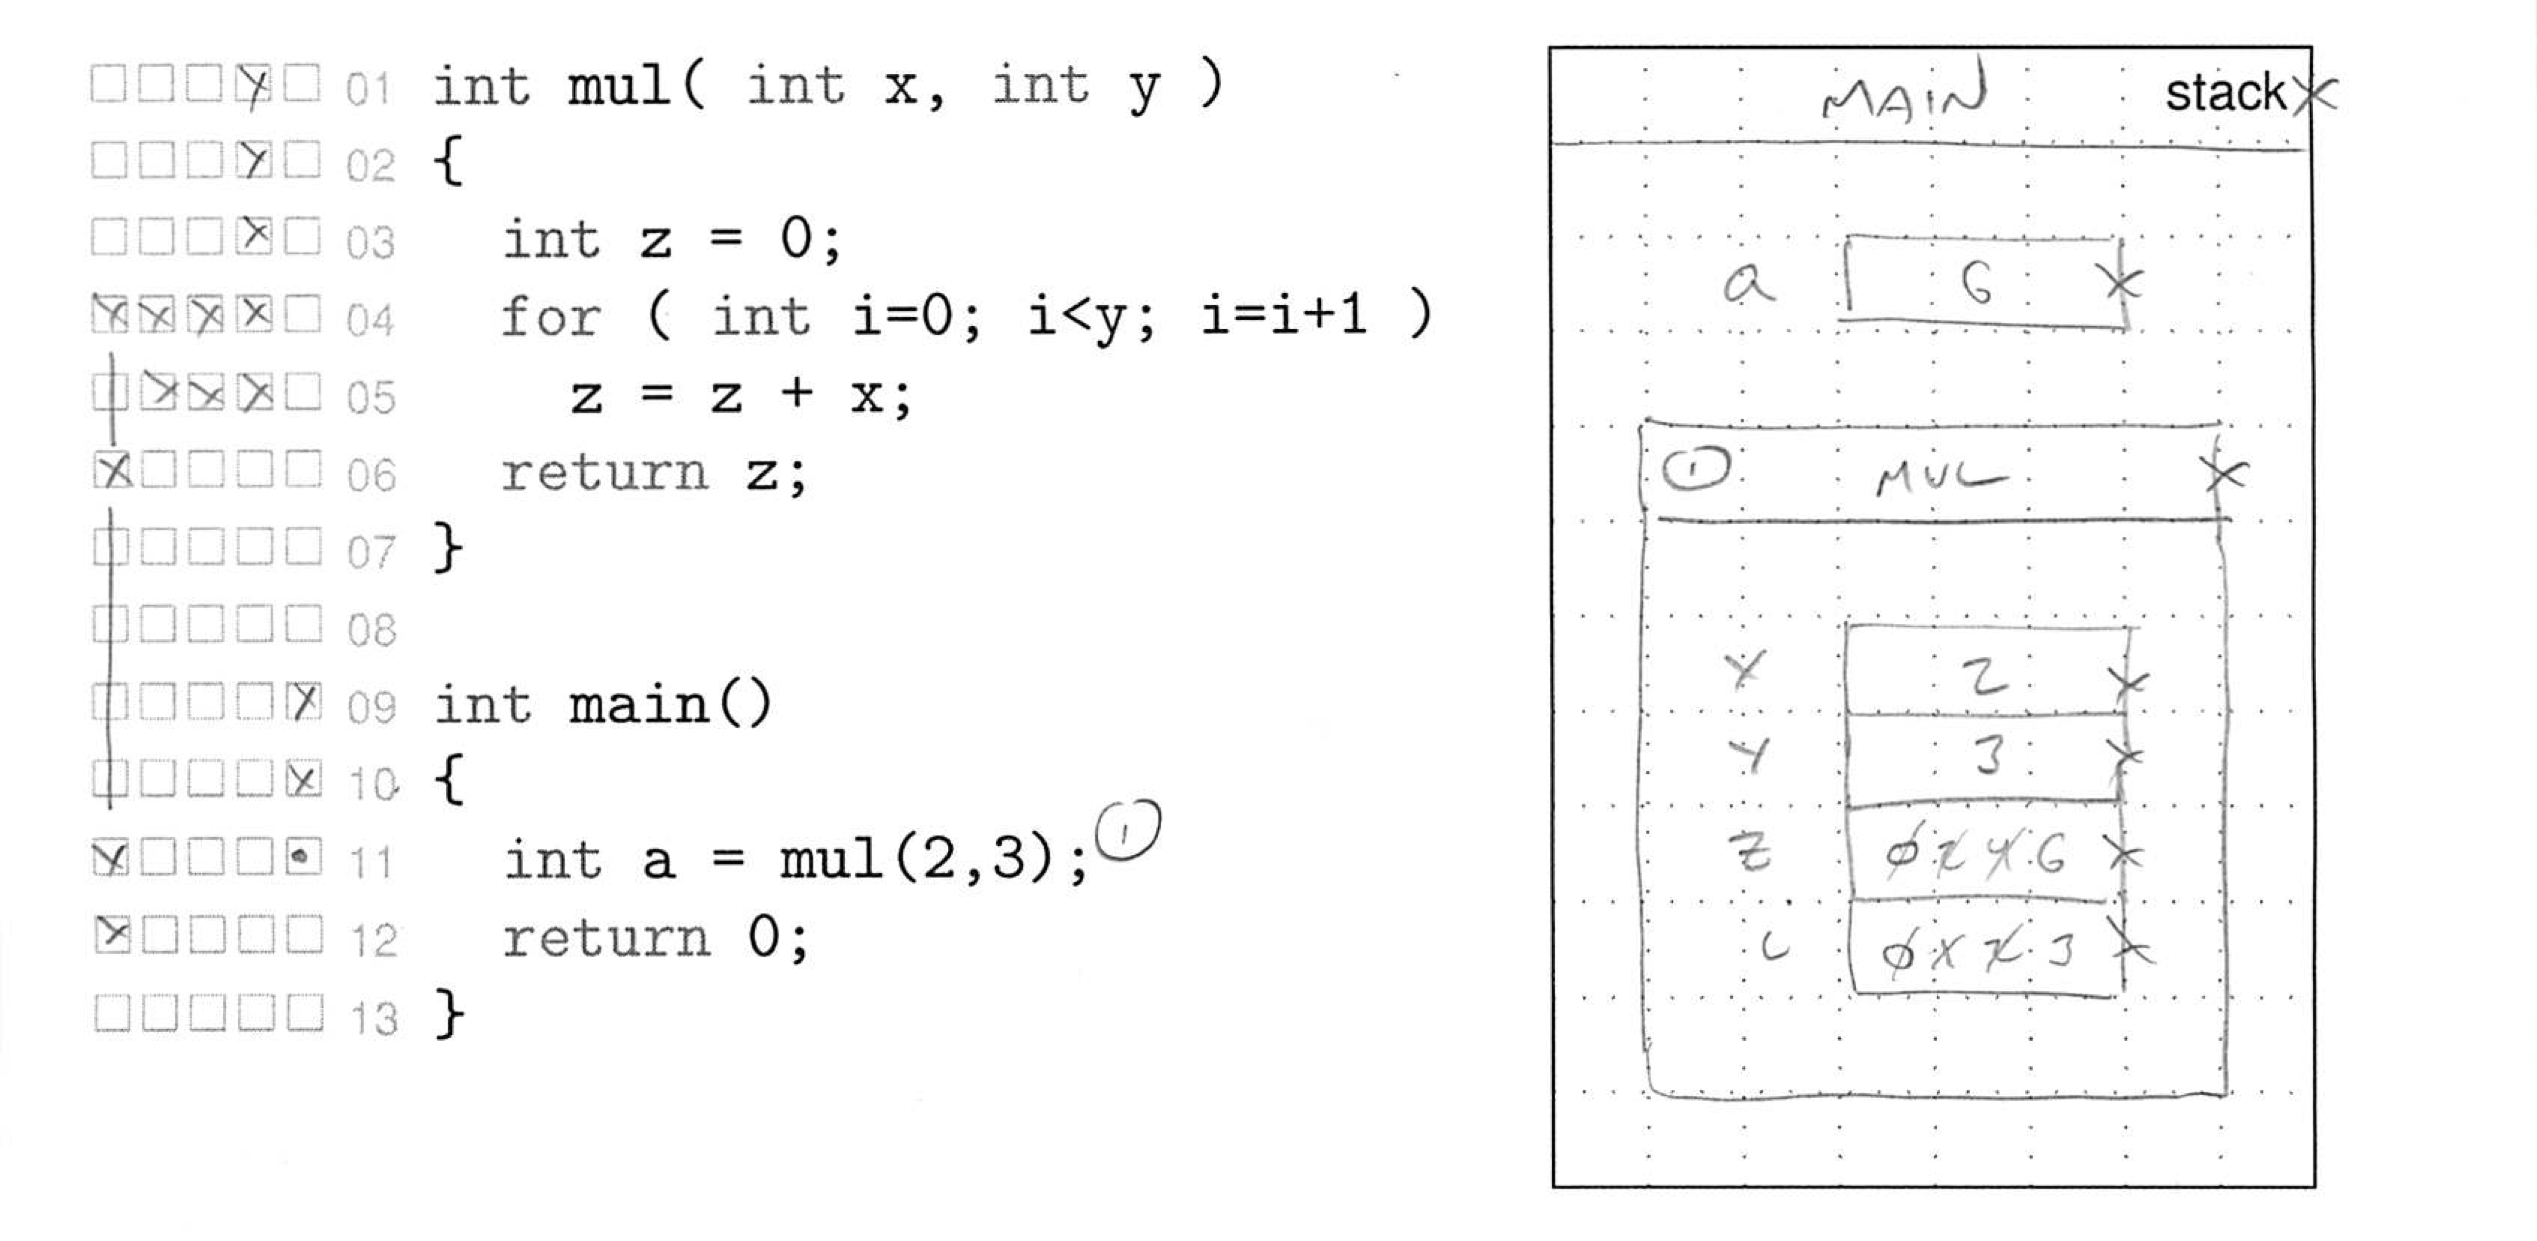 01 int mul( int x, int y )
02 {
03 int z = 0;
04 for ( int i=0; i<y; i=i+1 )
05 z = z + x;
06 return z;
07 }
08
09 int main()
10 {
11 int a = mul(2,3); 1
12 return 0;
13 }
MAIN stack
a 6
1 MUL
x 2
y 3
z 0 2 4 6
i 0 1 2 3